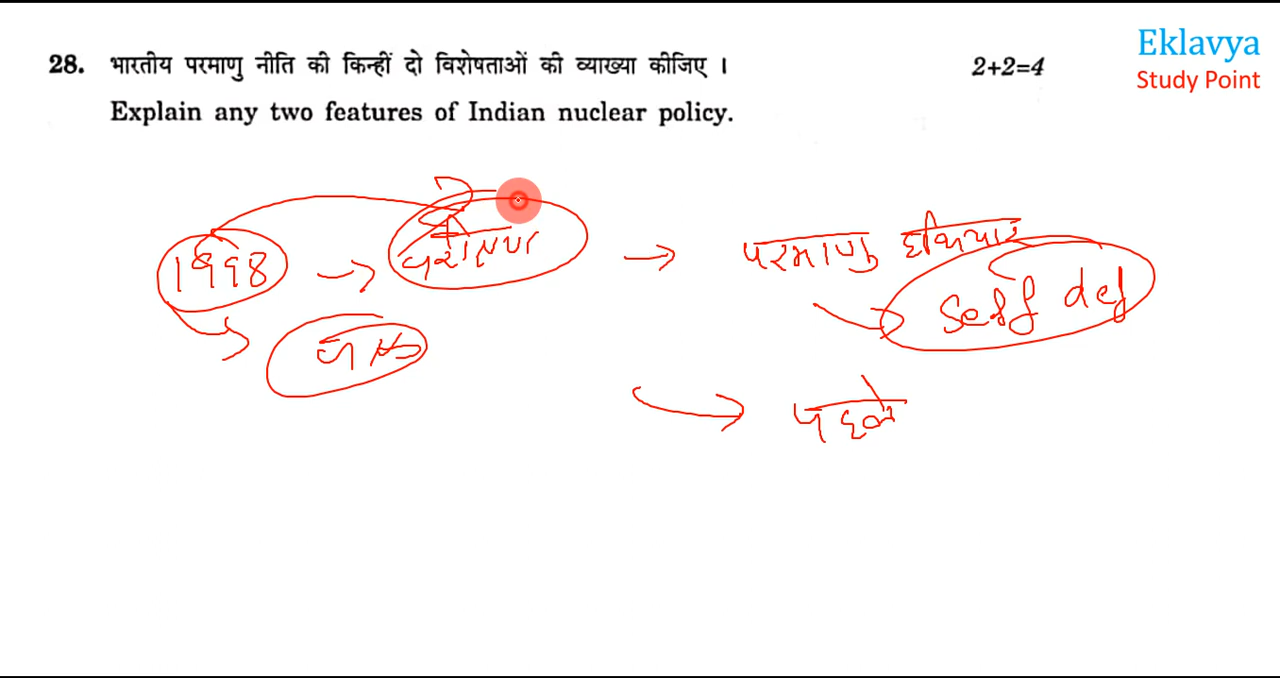 Eklavya
Study Point
28. भारतीय परमाणु नीति की किन्हीं दो विशेषताओं की व्याख्या कीजिए । 2+2=4
Explain any two features of Indian nuclear policy.
1998 → परीक्षण → परमाणु हथियार
self def
पहले